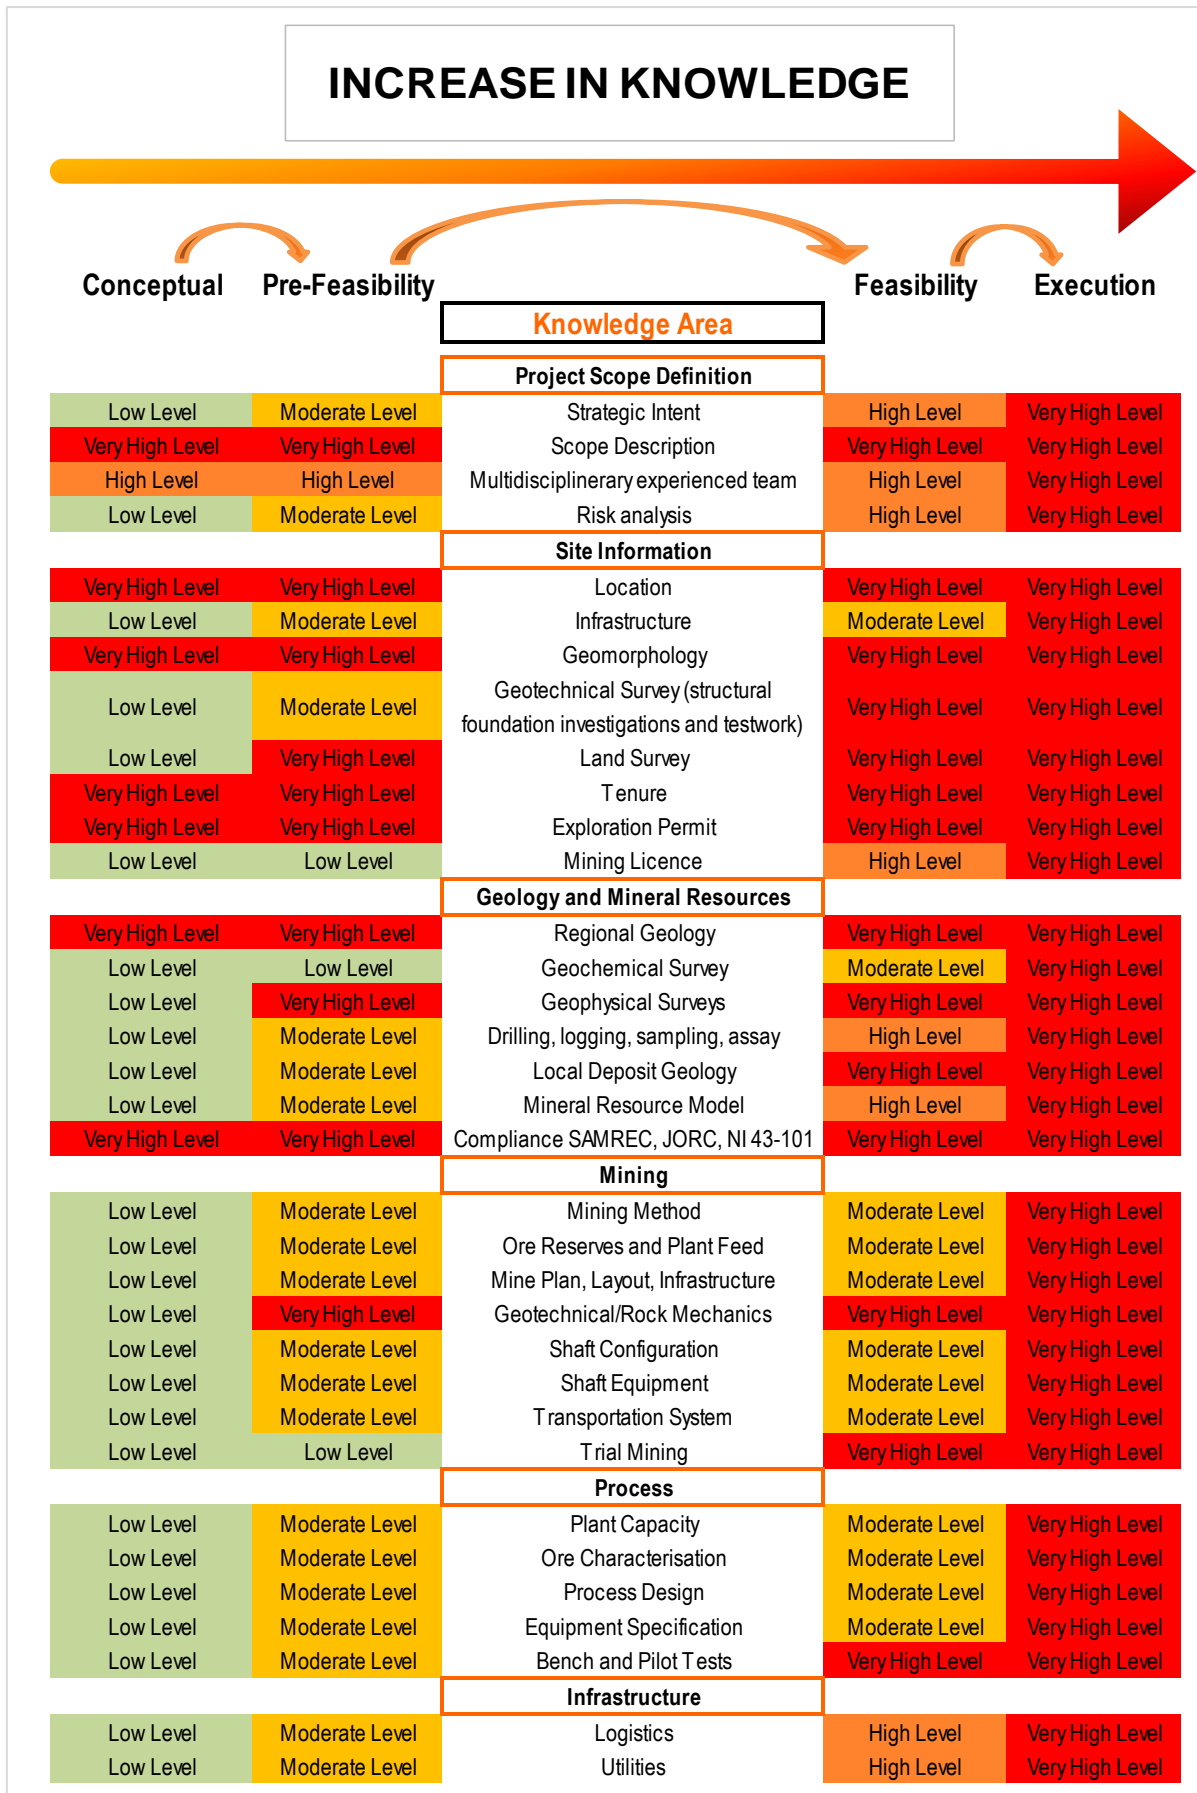 INCREASE IN KNOWLEDGE
Conceptual Pre-Feasibility Feasibility Execution
Knowledge Area
Project Scope Definition
Low Level Moderate Level Strategic Intent High Level Very High Level
Very High Level Very High Level Scope Description Very High Level Very High Level
High Level High Level Multidisciplinerary experienced team High Level Very High Level
Low Level Moderate Level Risk analysis High Level Very High Level
Site Information
Very High Level Very High Level Location Very High Level Very High Level
Low Level Moderate Level Infrastructure Moderate Level Very High Level
Very High Level Very High Level Geomorphology Very High Level Very High Level
Geotechnical Survey (structural
Low Level Moderate Level Very High Level Very High Level
foundation investigations and testwork)
Low Level Very High Level Land Survey Very High Level Very High Level
Very High Level Very High Level Tenure Very High Level Very High Level
Very High Level Very High Level Exploration Permit Very High Level Very High Level
Low Level Low Level Mining Licence High Level Very High Level
Geology and Mineral Resources
Very High Level Very High Level Regional Geology Very High Level Very High Level
Low Level Low Level Geochemical Survey Moderate Level Very High Level
Low Level Very High Level Geophysical Surveys Very High Level Very High Level
Low Level Moderate Level Drilling, logging, sampling, assay High Level Very High Level
Low Level Moderate Level Local Deposit Geology Very High Level Very High Level
Low Level Moderate Level Mineral Resource Model High Level Very High Level
Very High Level Very High Level Compliance SAMREC, JORC, NI 43-101 Very High Level Very High Level
Mining
Low Level Moderate Level Mining Method Moderate Level Very High Level
Low Level Moderate Level Ore Reserves and Plant Feed Moderate Level Very High Level
Low Level Moderate Level Mine Plan, Layout, Infrastructure Moderate Level Very High Level
Low Level Very High Level Geotechnical/Rock Mechanics Very High Level Very High Level
Low Level Moderate Level Shaft Configuration Moderate Level Very High Level
Low Level Moderate Level Shaft Equipment Moderate Level Very High Level
Low Level Moderate Level Transportation System Moderate Level Very High Level
Low Level Low Level Trial Mining Very High Level Very High Level
Process
Low Level Moderate Level Plant Capacity Moderate Level Very High Level
Low Level Moderate Level Ore Characterisation Moderate Level Very High Level
Low Level Moderate Level Process Design Moderate Level Very High Level
Low Level Moderate Level Equipment Specification Moderate Level Very High Level
Low Level Moderate Level Bench and Pilot Tests Very High Level Very High Level
Infrastructure
Low Level Moderate Level Logistics High Level Very High Level
Low Level Moderate Level Utilities High Level Very High Level